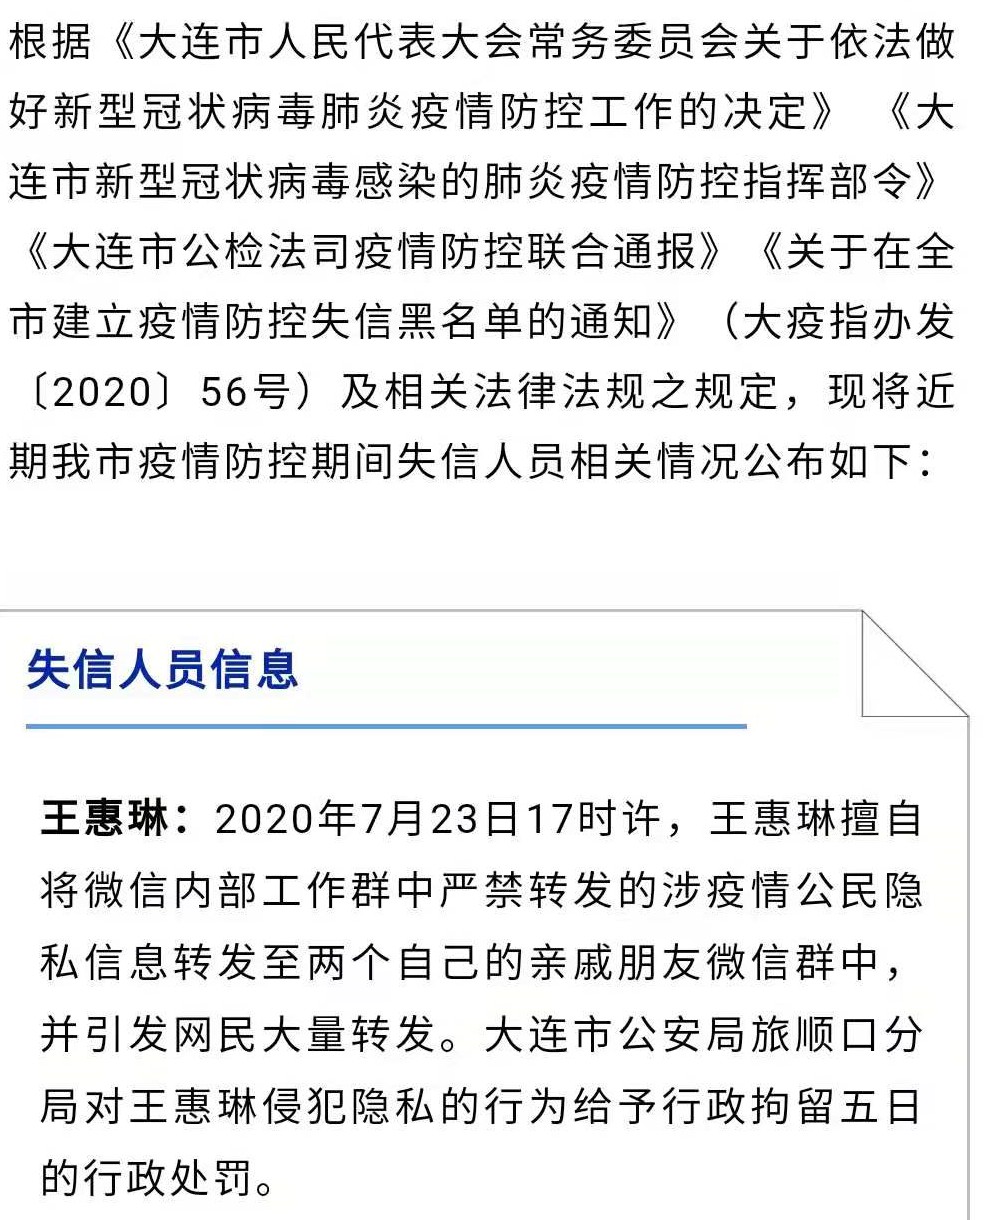 根据《大连市人民代表大会常务委员会关于依法做
好新型冠状病毒肺炎疫情防控工作的决定》《大
连市新型冠状病毒感染的肺炎疫情防控指挥部令》
《大连市公检法司疫情防控联合通报》《关于在全
市建立疫情防控失信黑名单的通知》（大疫指办发
〔2020〕56号）及相关法律法规之规定，现将近
期我市疫情防控期间失信人员相关情况公布如下：
失信人员信息
王惠琳：2020年7月23日17时许，王惠琳擅自
将微信内部工作群中严禁转发的涉疫情公民隐
私信息转发至两个自己的亲戚朋友微信群中，
并引发网民大量转发。大连市公安局旅顺口分
局对王惠琳侵犯隐私的行为给予行政拘留五日
的行政处罚。